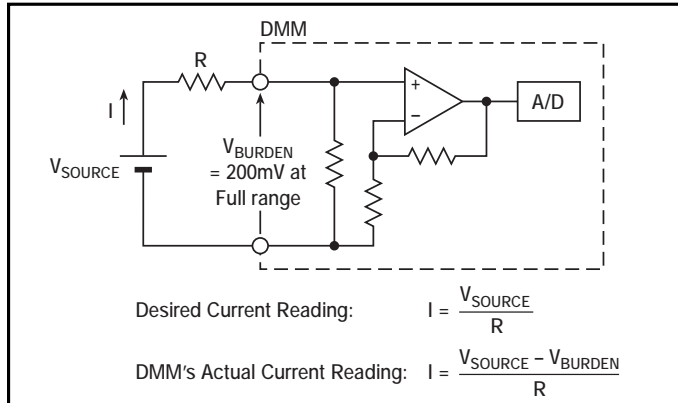 DMM
R
I
V_SOURCE
V_BURDEN
= 200mV at
Full range
+
–
A/D
Desired Current Reading: I = V_SOURCE / R
DMM's Actual Current Reading: I = V_SOURCE – V_BURDEN / R